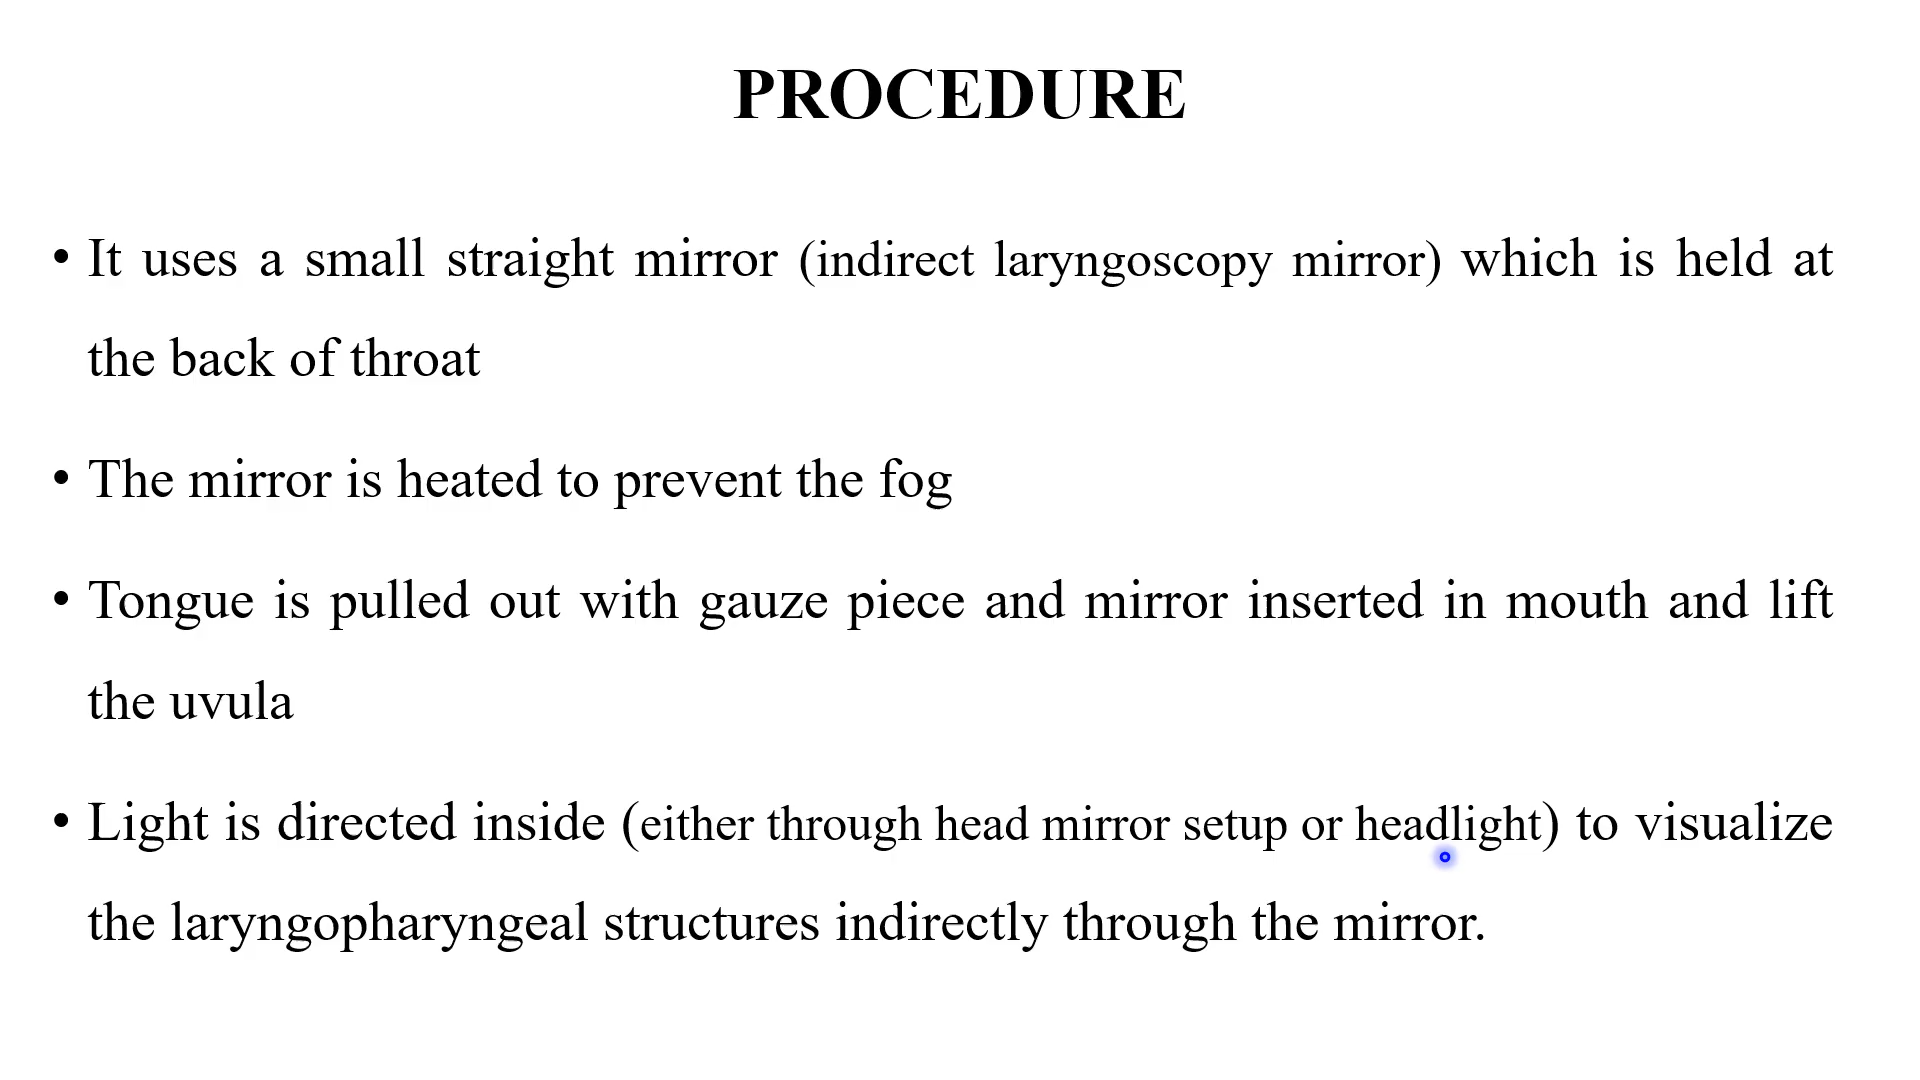 PROCEDURE
• It uses a small straight mirror (indirect laryngoscopy mirror) which is held at
the back of throat
• The mirror is heated to prevent the fog
• Tongue is pulled out with gauze piece and mirror inserted in mouth and lift
the uvula
• Light is directed inside (either through head mirror setup or headlight) to visualize
the laryngopharyngeal structures indirectly through the mirror.